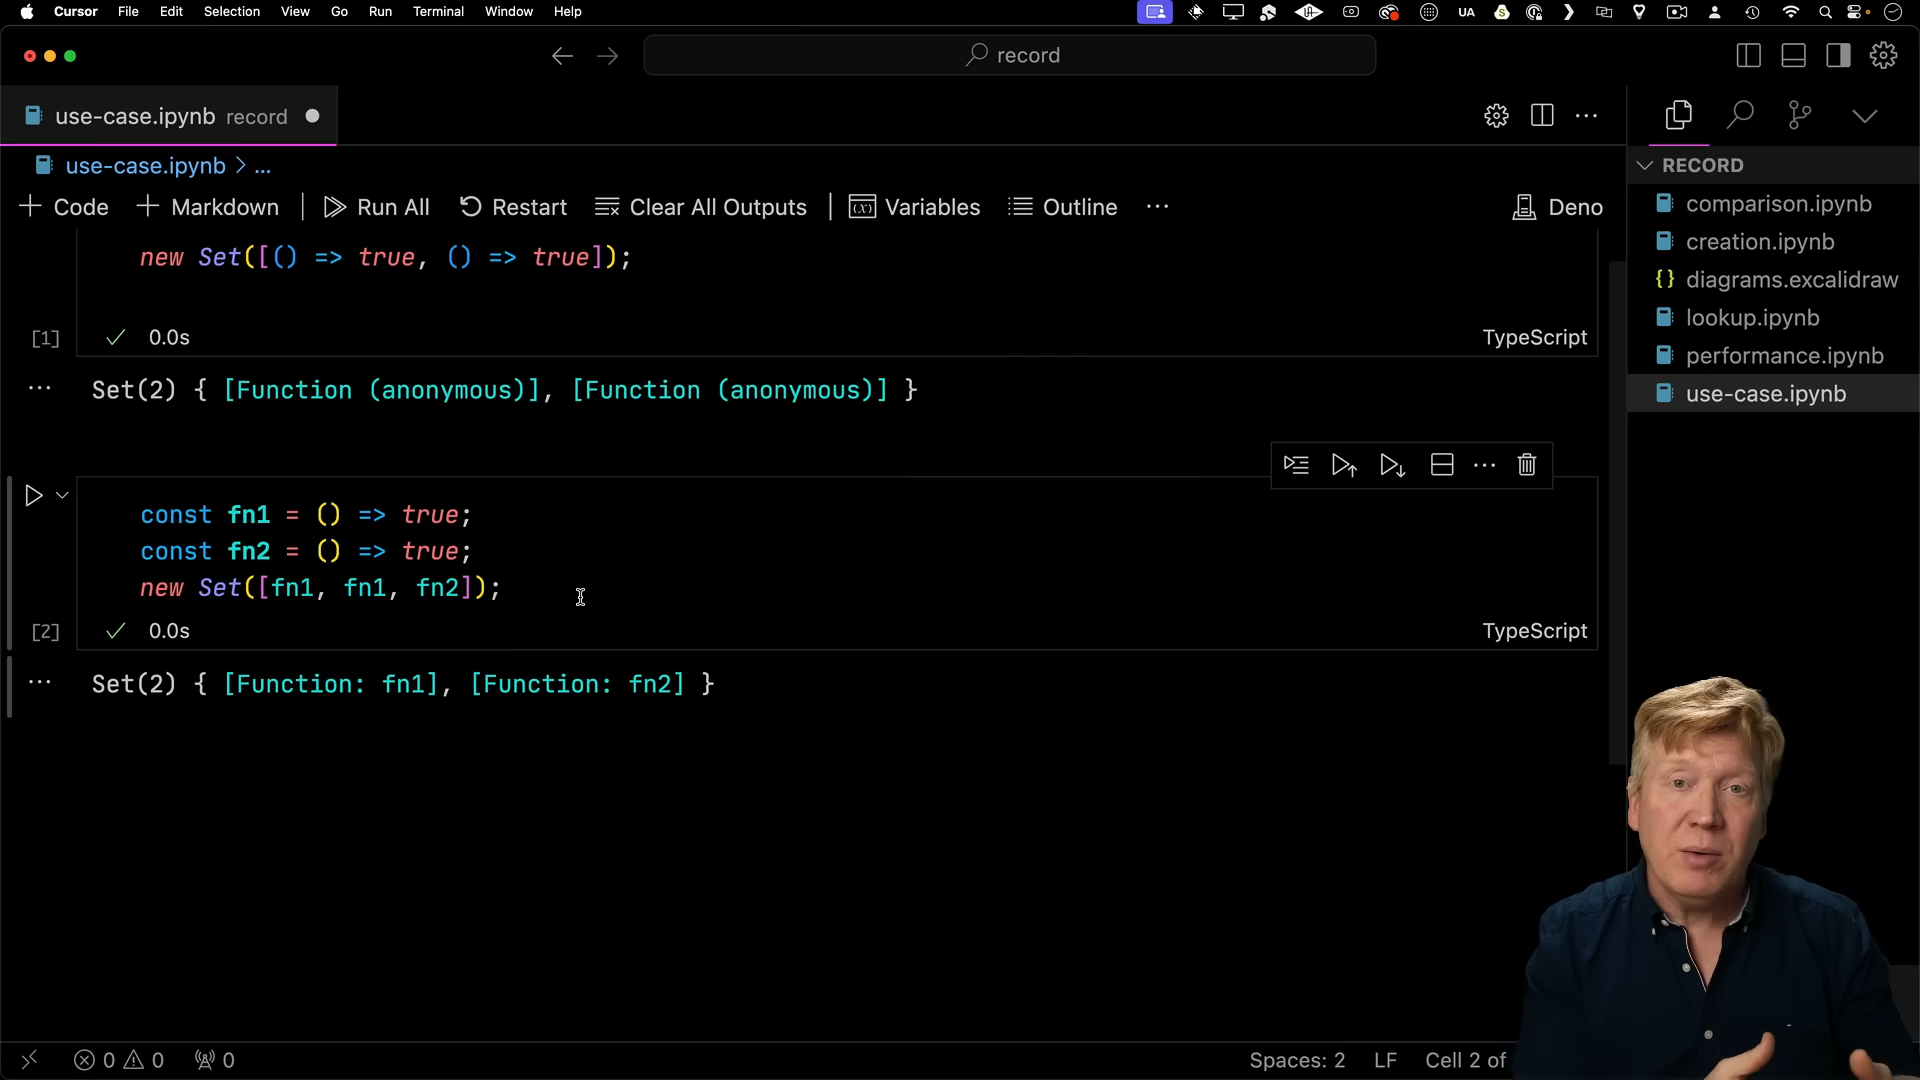 Cursor File Edit Selection View Go Run Terminal Window Help UA
record
use-case.ipynb record
use-case.ipynb > ...
Code Markdown Run All Restart Clear All Outputs Variables Outline ... Deno
new Set([() => true, () => true]);
[1] 0.0s TypeScript
... Set(2) { [Function (anonymous)], [Function (anonymous)] }
const fn1 = () => true;
const fn2 = () => true;
new Set([fn1, fn1, fn2]);
[2] 0.0s TypeScript
... Set(2) { [Function: fn1], [Function: fn2] }
RECORD
comparison.ipynb
creation.ipynb
{} diagrams.excalidraw
lookup.ipynb
performance.ipynb
use-case.ipynb
0 0 0 Spaces: 2 LF Cell 2 of